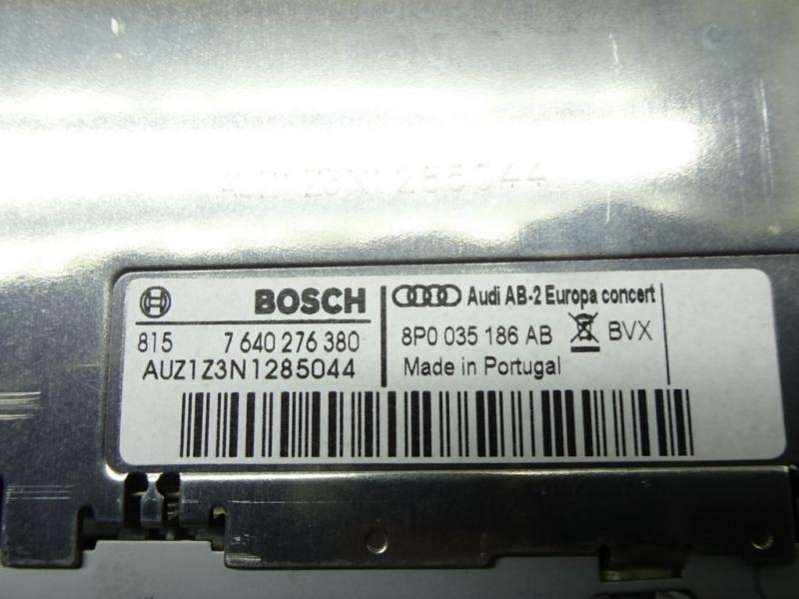 AUZ1Z3N1285044
BOSCH
815 7 640 276 380
AUZ1Z3N1285044
Audi AB-2 Europa concert
8P0 035 186 AB BVX
Made in Portugal